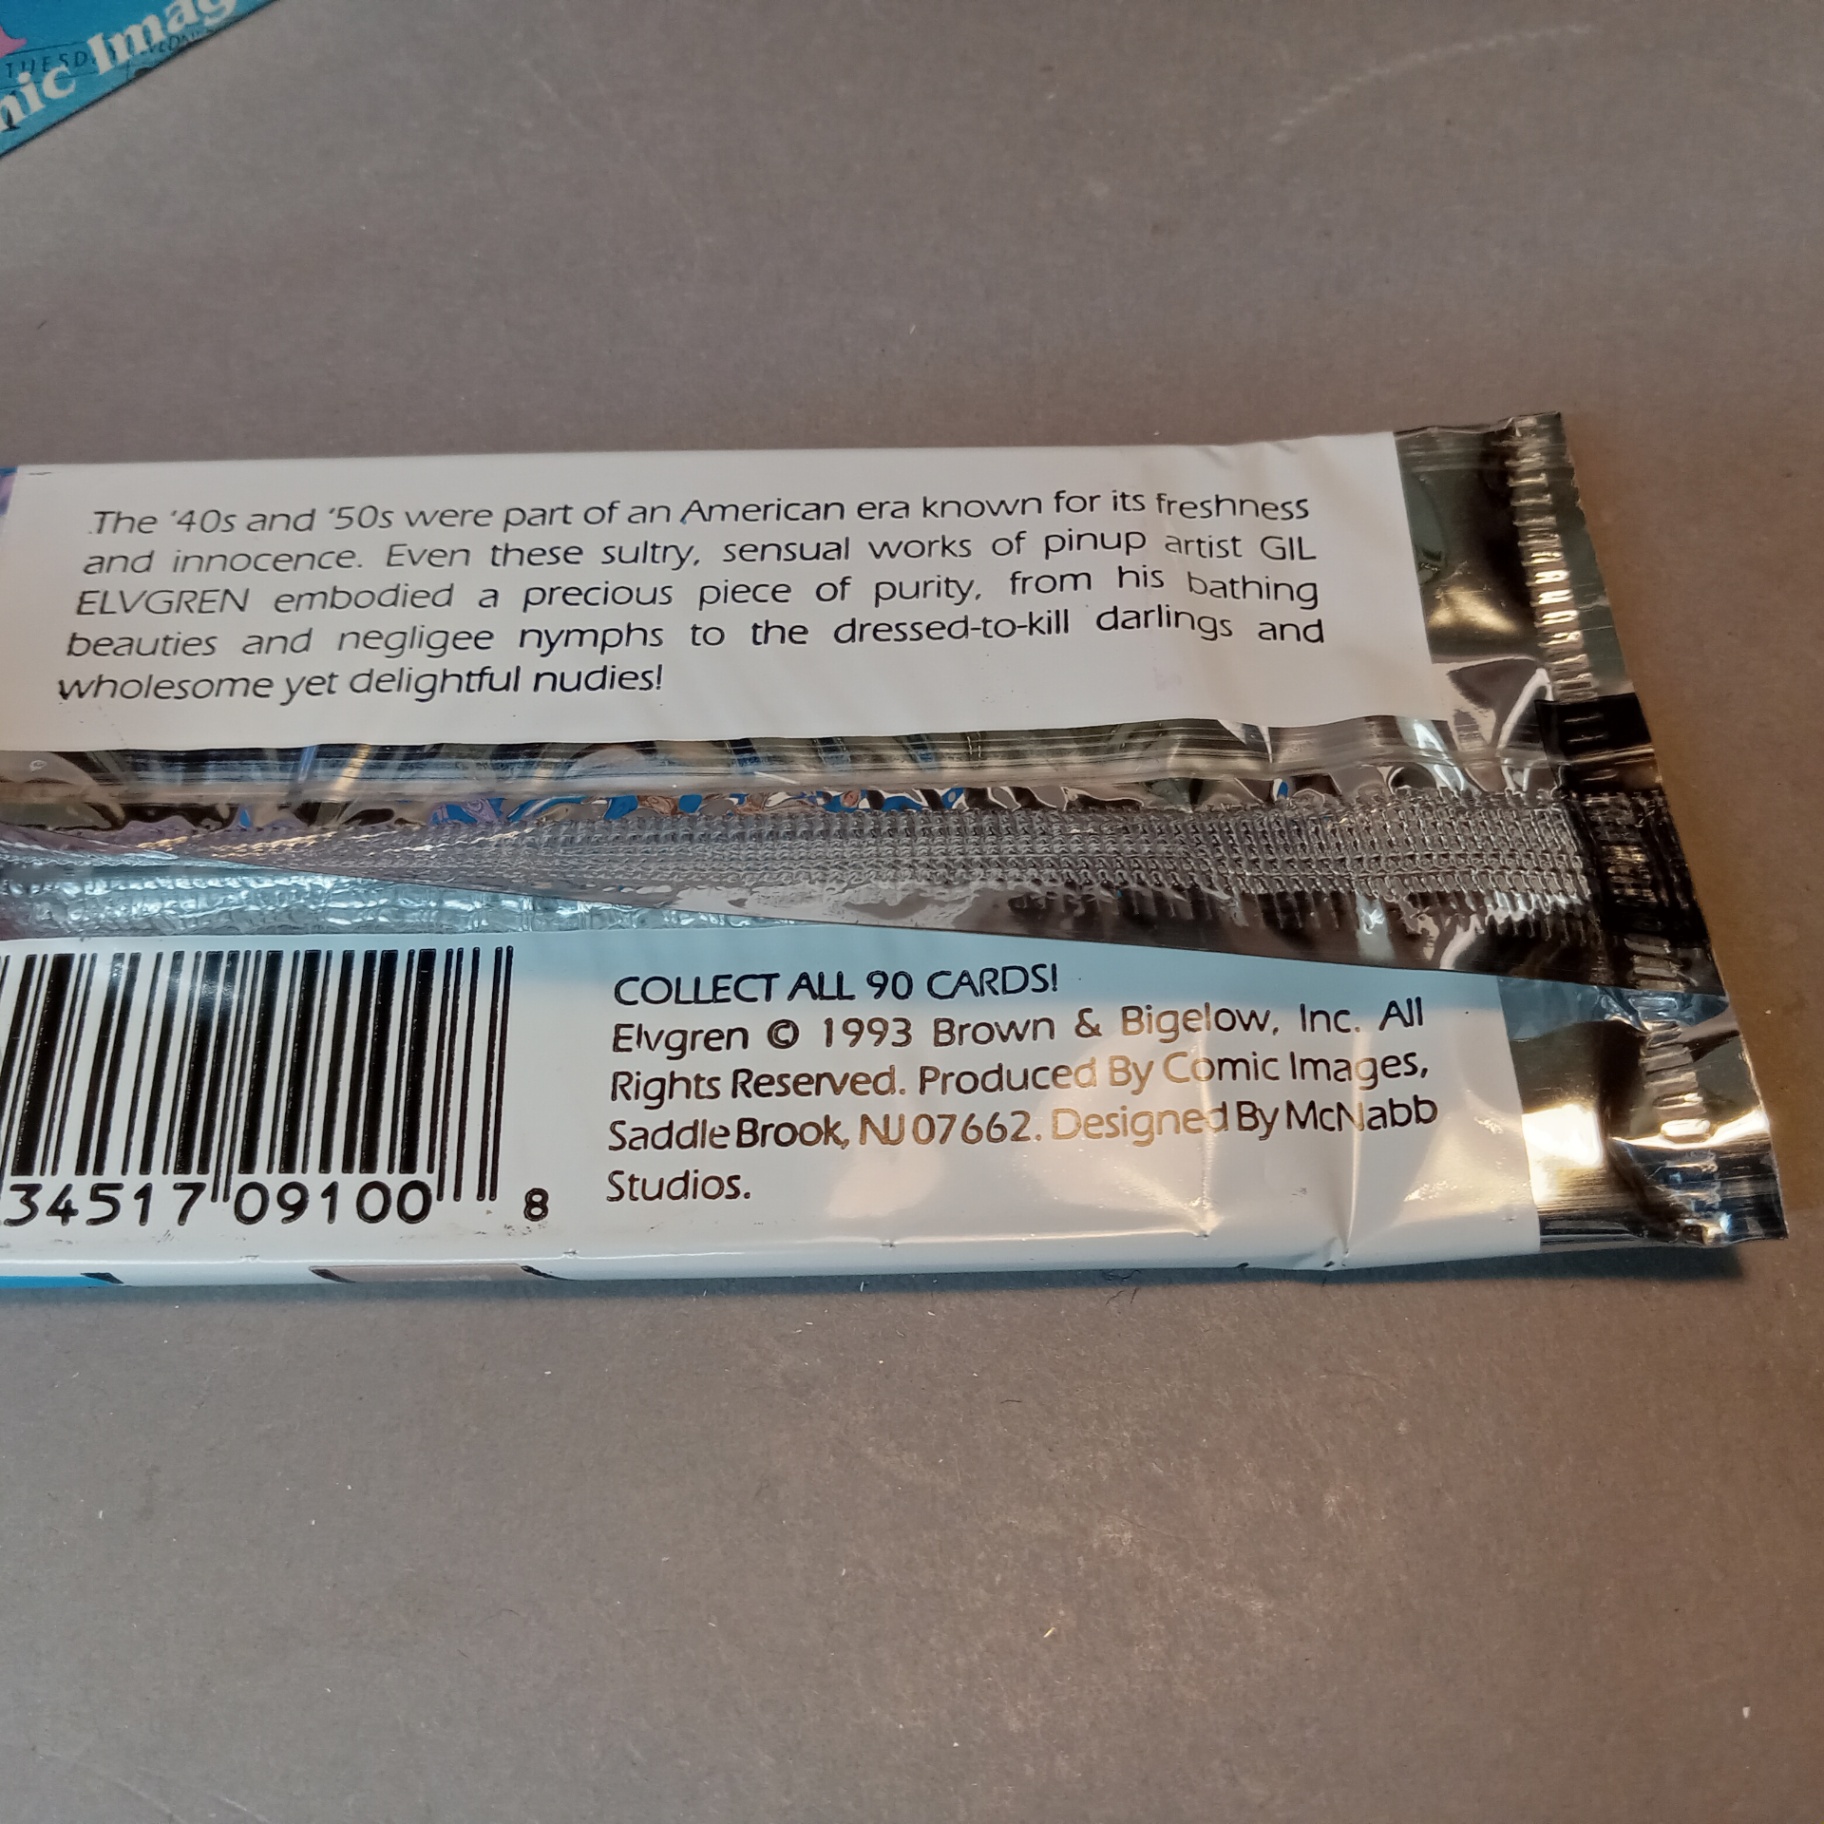 TUESD
mic Imag
The '40s and '50s were part of an American era known for its freshness
and innocence. Even these sultry, sensual works of pinup artist GIL
ELVGREN embodied a precious piece of purity, from his bathing
beauties and negligee nymphs to the dressed-to-kill darlings and
wholesome yet delightful nudies!
34517 09100 8
COLLECT ALL 90 CARDS!
Elvgren © 1993 Brown & Bigelow, Inc. All
Rights Reserved. Produced By Comic Images,
Saddle Brook, NJ 07662. Designed By McNabb
Studios.